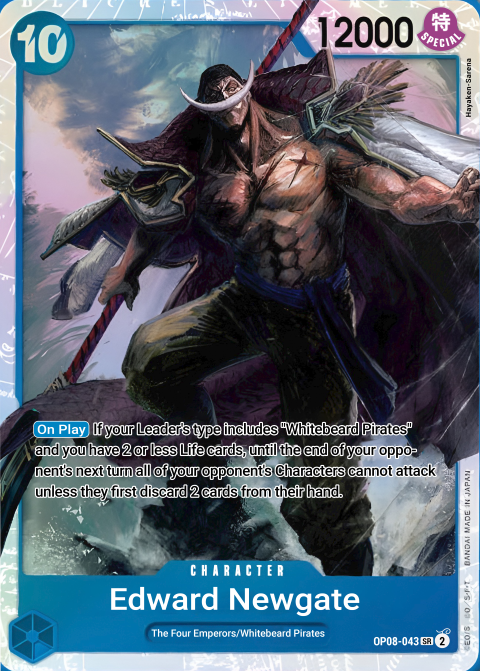 10
12000
特
SPECIAL
Hayaken-Sarena
On Play If your Leader's type includes "Whitebeard Pirates"
and you have 2 or less Life cards, until the end of your oppo-
nent's next turn all of your opponent's Characters cannot attack
unless they first discard 2 cards from their hand.
CHARACTER
Edward Newgate
The Four Emperors/Whitebeard Pirates
OP08-043 SR 2
©E.O/S. ©O/S・F・T BANDAI MADE IN JAPAN